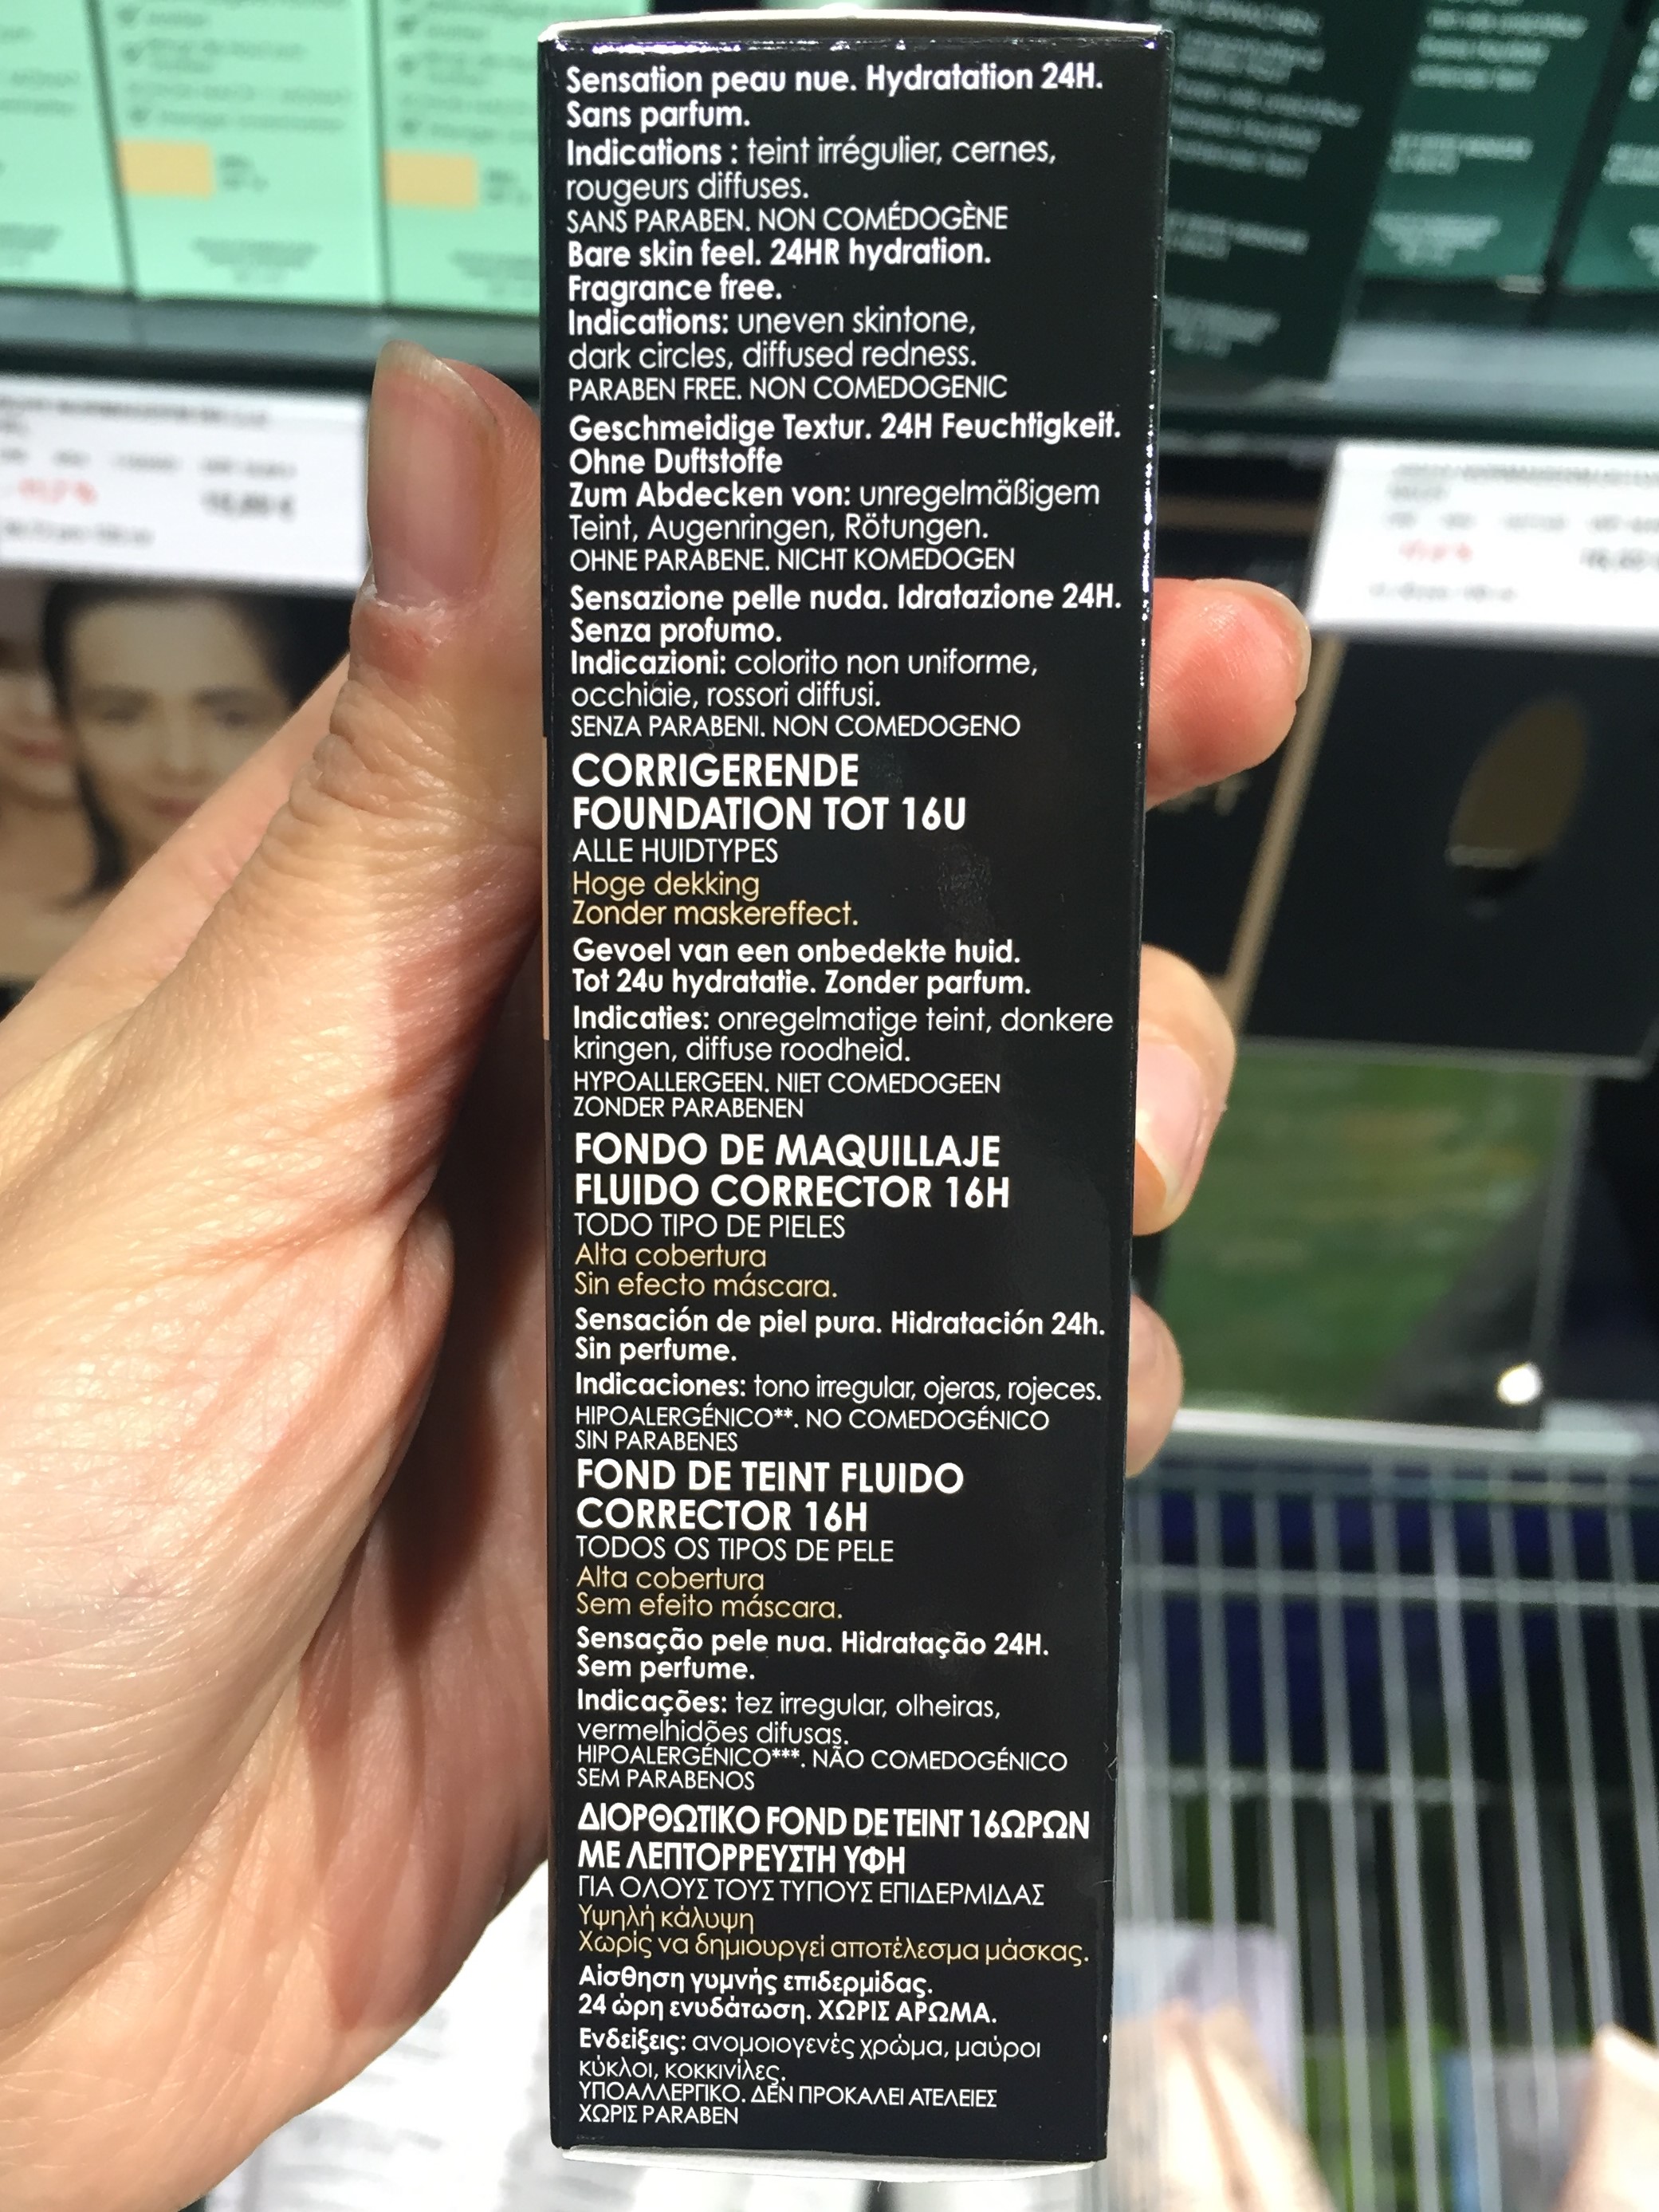 Sensation peau nue. Hydratation 24H.
Sans parfum.
Indications : teint irrégulier, cernes,
rougeurs diffuses.
SANS PARABEN. NON COMÉDOGÈNE
Bare skin feel. 24HR hydration.
Fragrance free.
Indications: uneven skintone,
dark circles, diffused redness.
PARABEN FREE. NON COMEDOGENIC
Geschmeidige Textur. 24H Feuchtigkeit.
Ohne Duftstoffe
Zum Abdecken von: unregelmäßigem
Teint, Augenringen, Rötungen.
OHNE PARABENE. NICHT KOMEDOGEN
Sensazione pelle nuda. Idratazione 24H.
Senza profumo.
Indicazioni: colorito non uniforme,
occhiaie, rossori diffusi.
SENZA PARABENI. NON COMEDOGENO
CORRIGERENDE
FOUNDATION TOT 16U
ALLE HUIDTYPES
Hoge dekking
Zonder maskereffect.
Gevoel van een onbedekte huid.
Tot 24u hydratatie. Zonder parfum.
Indicaties: onregelmatige teint, donkere
kringen, diffuse roodheid.
HYPOALLERGEEN. NIET COMEDOGEEN
ZONDER PARABENEN
FONDO DE MAQUILLAJE
FLUIDO CORRECTOR 16H
TODO TIPO DE PIELES
Alta cobertura
Sin efecto máscara.
Sensación de piel pura. Hidratación 24h.
Sin perfume.
Indicaciones: tono irregular, ojeras, rojeces.
HIPOALERGÉNICO**. NO COMEDOGÉNICO
SIN PARABENES
FOND DE TEINT FLUIDO
CORRECTOR 16H
TODOS OS TIPOS DE PELE
Alta cobertura
Sem efeito máscara.
Sensação pele nua. Hidratação 24H.
Sem perfume.
Indicações: tez irregular, olheiras,
vermelhidões difusas.
HIPOALERGÉNICO***. NÃO COMEDOGÉNICO
SEM PARABENOS
ΔΙΟΡΘΩΤΙΚΟ FOND DE TEINT 16ΩΡΩΝ
ΜΕ ΛΕΠΤΟΡΡΕΥΣΤΗ ΥΦΗ
ΓΙΑ ΟΛΟΥΣ ΤΟΥΣ ΤΥΠΟΥΣ ΕΠΙΔΕΡΜΙΔΑΣ
Υψηλή κάλυψη
Χωρίς να δημιουργεί αποτέλεσμα μάσκας.
Αίσθηση γυμνής επιδερμίδας.
24 ώρη ενυδάτωση. ΧΩΡΙΣ ΑΡΩΜΑ.
Ενδείξεις: ανομοιογενές χρώμα, μαύροι
κύκλοι, κοκκινίλες.
ΥΠΟΑΛΛΕΡΓΙΚΟ. ΔΕΝ ΠΡΟΚΑΛΕΙ ΑΤΕΛΕΙΕΣ
ΧΩΡΙΣ PARABEN